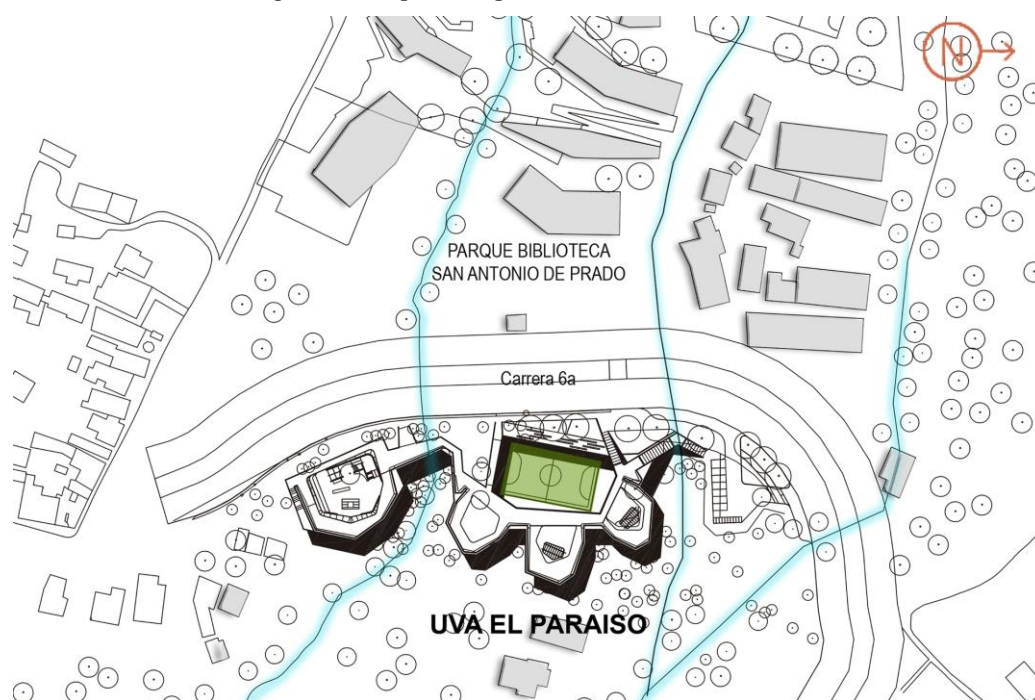 N
PARQUE BIBLIOTECA
SAN ANTONIO DE PRADO
Carrera 6a
UVA EL PARAISO